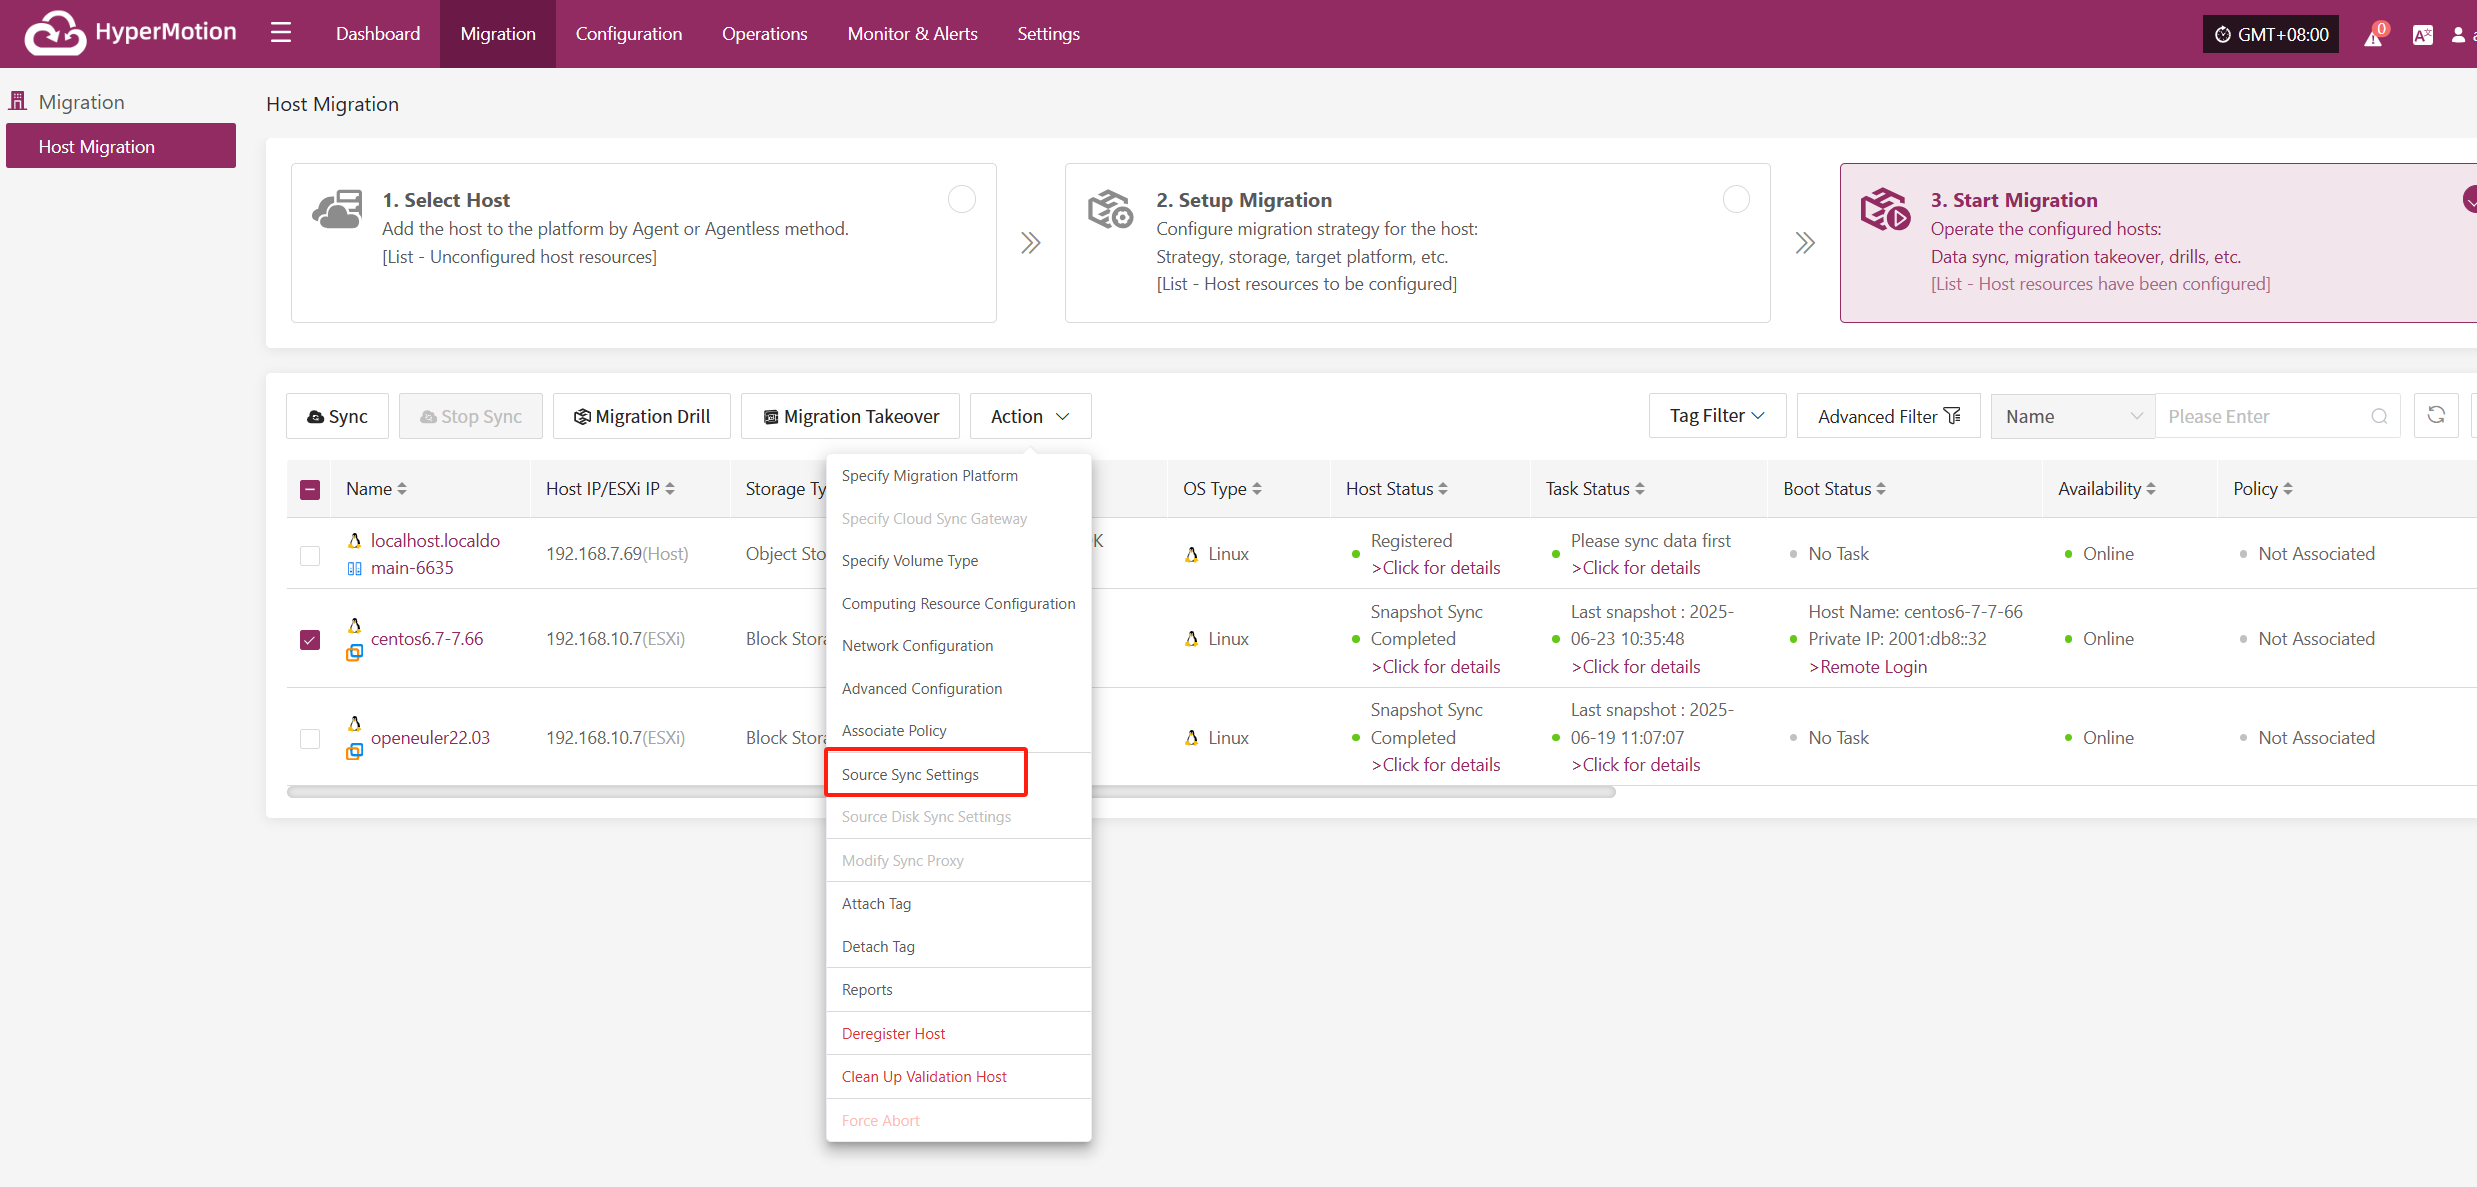 HyperMotion
Dashboard
Migration
Configuration
Operations
Monitor & Alerts
Settings
GMT+08:00
0
Migration
Host Migration
Host Migration
1. Select Host
Add the host to the platform by Agent or Agentless method.
[List - Unconfigured host resources]
2. Setup Migration
Configure migration strategy for the host:
Strategy, storage, target platform, etc.
[List - Host resources to be configured]
3. Start Migration
Operate the configured hosts:
Data sync, migration takeover, drills, etc.
[List - Host resources have been configured]
Sync
Stop Sync
Migration Drill
Migration Takeover
Action
Tag Filter
Advanced Filter
Name
Please Enter
Name
Host IP/ESXi IP
Storage Ty
OS Type
Host Status
Task Status
Boot Status
Availability
Policy
localhost.localdo
main-6635
192.168.7.69(Host)
Object Sto
Linux
Registered
>Click for details
Please sync data first
>Click for details
No Task
Online
Not Associated
centos6.7-7.66
192.168.10.7(ESXi)
Block Stora
Linux
Snapshot Sync
Completed
>Click for details
Last snapshot : 2025-
06-23 10:35:48
>Click for details
Host Name: centos6-7-7-66
Private IP: 2001:db8::32
>Remote Login
Online
Not Associated
openeuler22.03
192.168.10.7(ESXi)
Block Stora
Linux
Snapshot Sync
Completed
>Click for details
Last snapshot : 2025-
06-19 11:07:07
>Click for details
No Task
Online
Not Associated
Specify Migration Platform
Specify Cloud Sync Gateway
Specify Volume Type
Computing Resource Configuration
Network Configuration
Advanced Configuration
Associate Policy
Source Sync Settings
Source Disk Sync Settings
Modify Sync Proxy
Attach Tag
Detach Tag
Reports
Deregister Host
Clean Up Validation Host
Force Abort